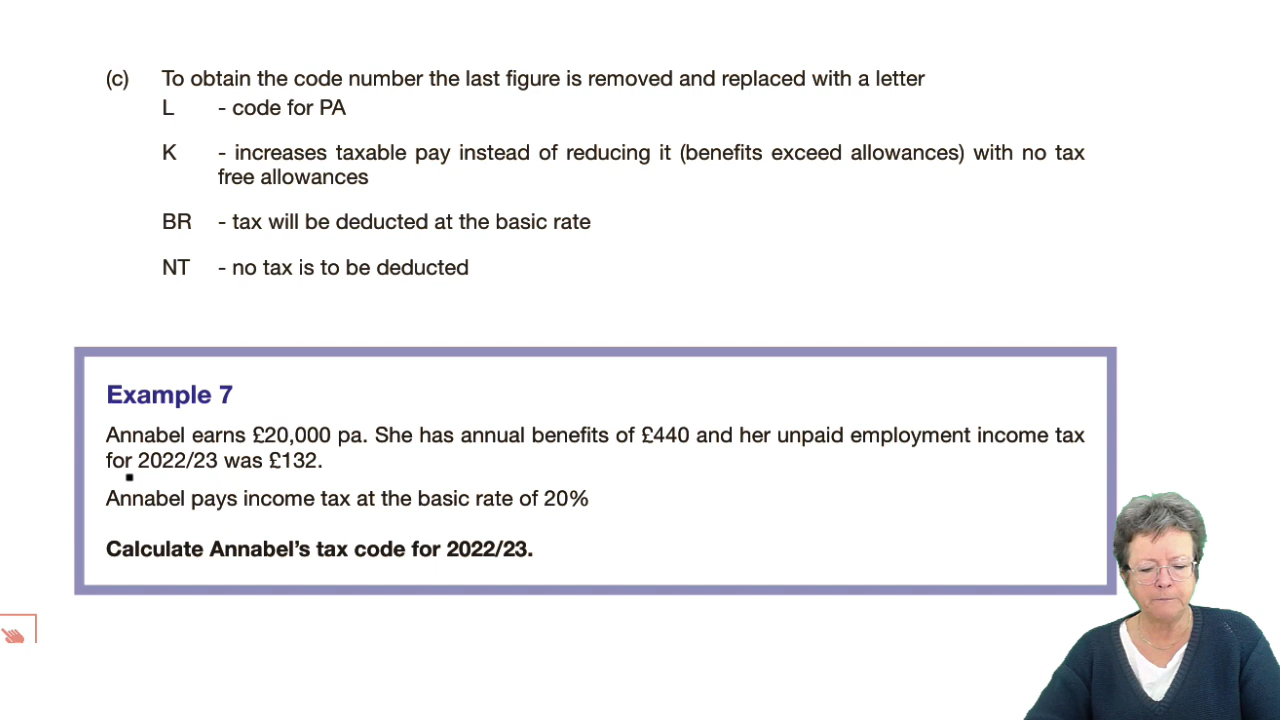 (c) To obtain the code number the last figure is removed and replaced with a letter
L - code for PA
K - increases taxable pay instead of reducing it (benefits exceed allowances) with no tax
free allowances
BR - tax will be deducted at the basic rate
NT - no tax is to be deducted
Example 7
Annabel earns £20,000 pa. She has annual benefits of £440 and her unpaid employment income tax
for 2022/23 was £132.
Annabel pays income tax at the basic rate of 20%
Calculate Annabel's tax code for 2022/23.